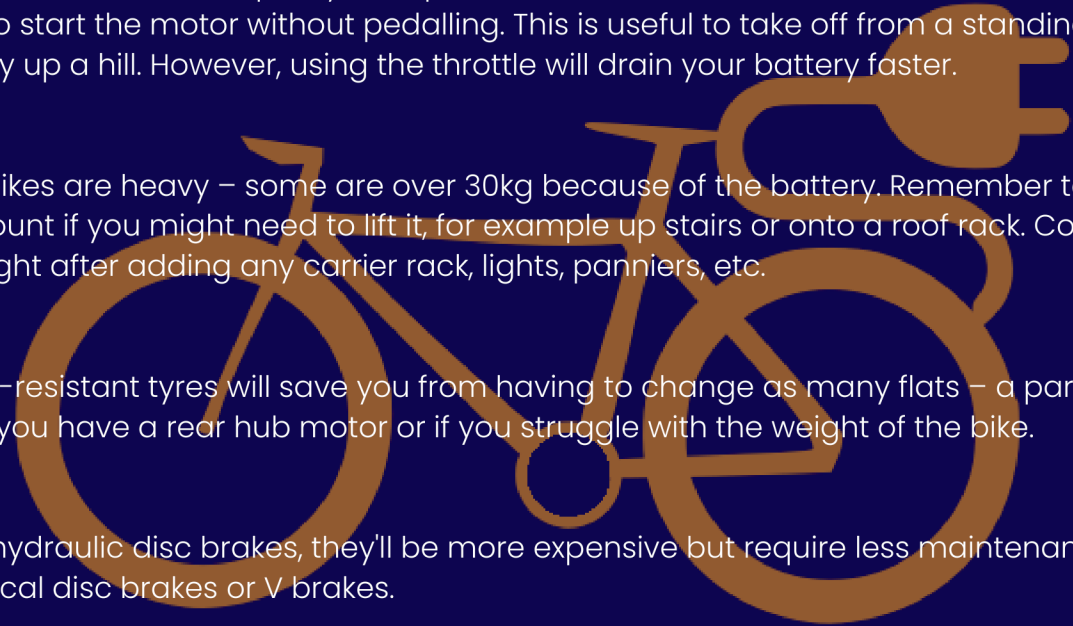 o start the motor without pedalling. This is useful to take off from a standin
y up a hill. However, using the throttle will drain your battery faster.
ikes are heavy – some are over 30kg because of the battery. Remember t
ount if you might need to lift it, for example up stairs or onto a roof rack. Co
ght after adding any carrier rack, lights, panniers, etc.
–resistant tyres will save you from having to change as many flats – a par
you have a rear hub motor or if you struggle with the weight of the bike.
hydraulic disc brakes, they'll be more expensive but require less maintenan
cal disc brakes or V brakes.